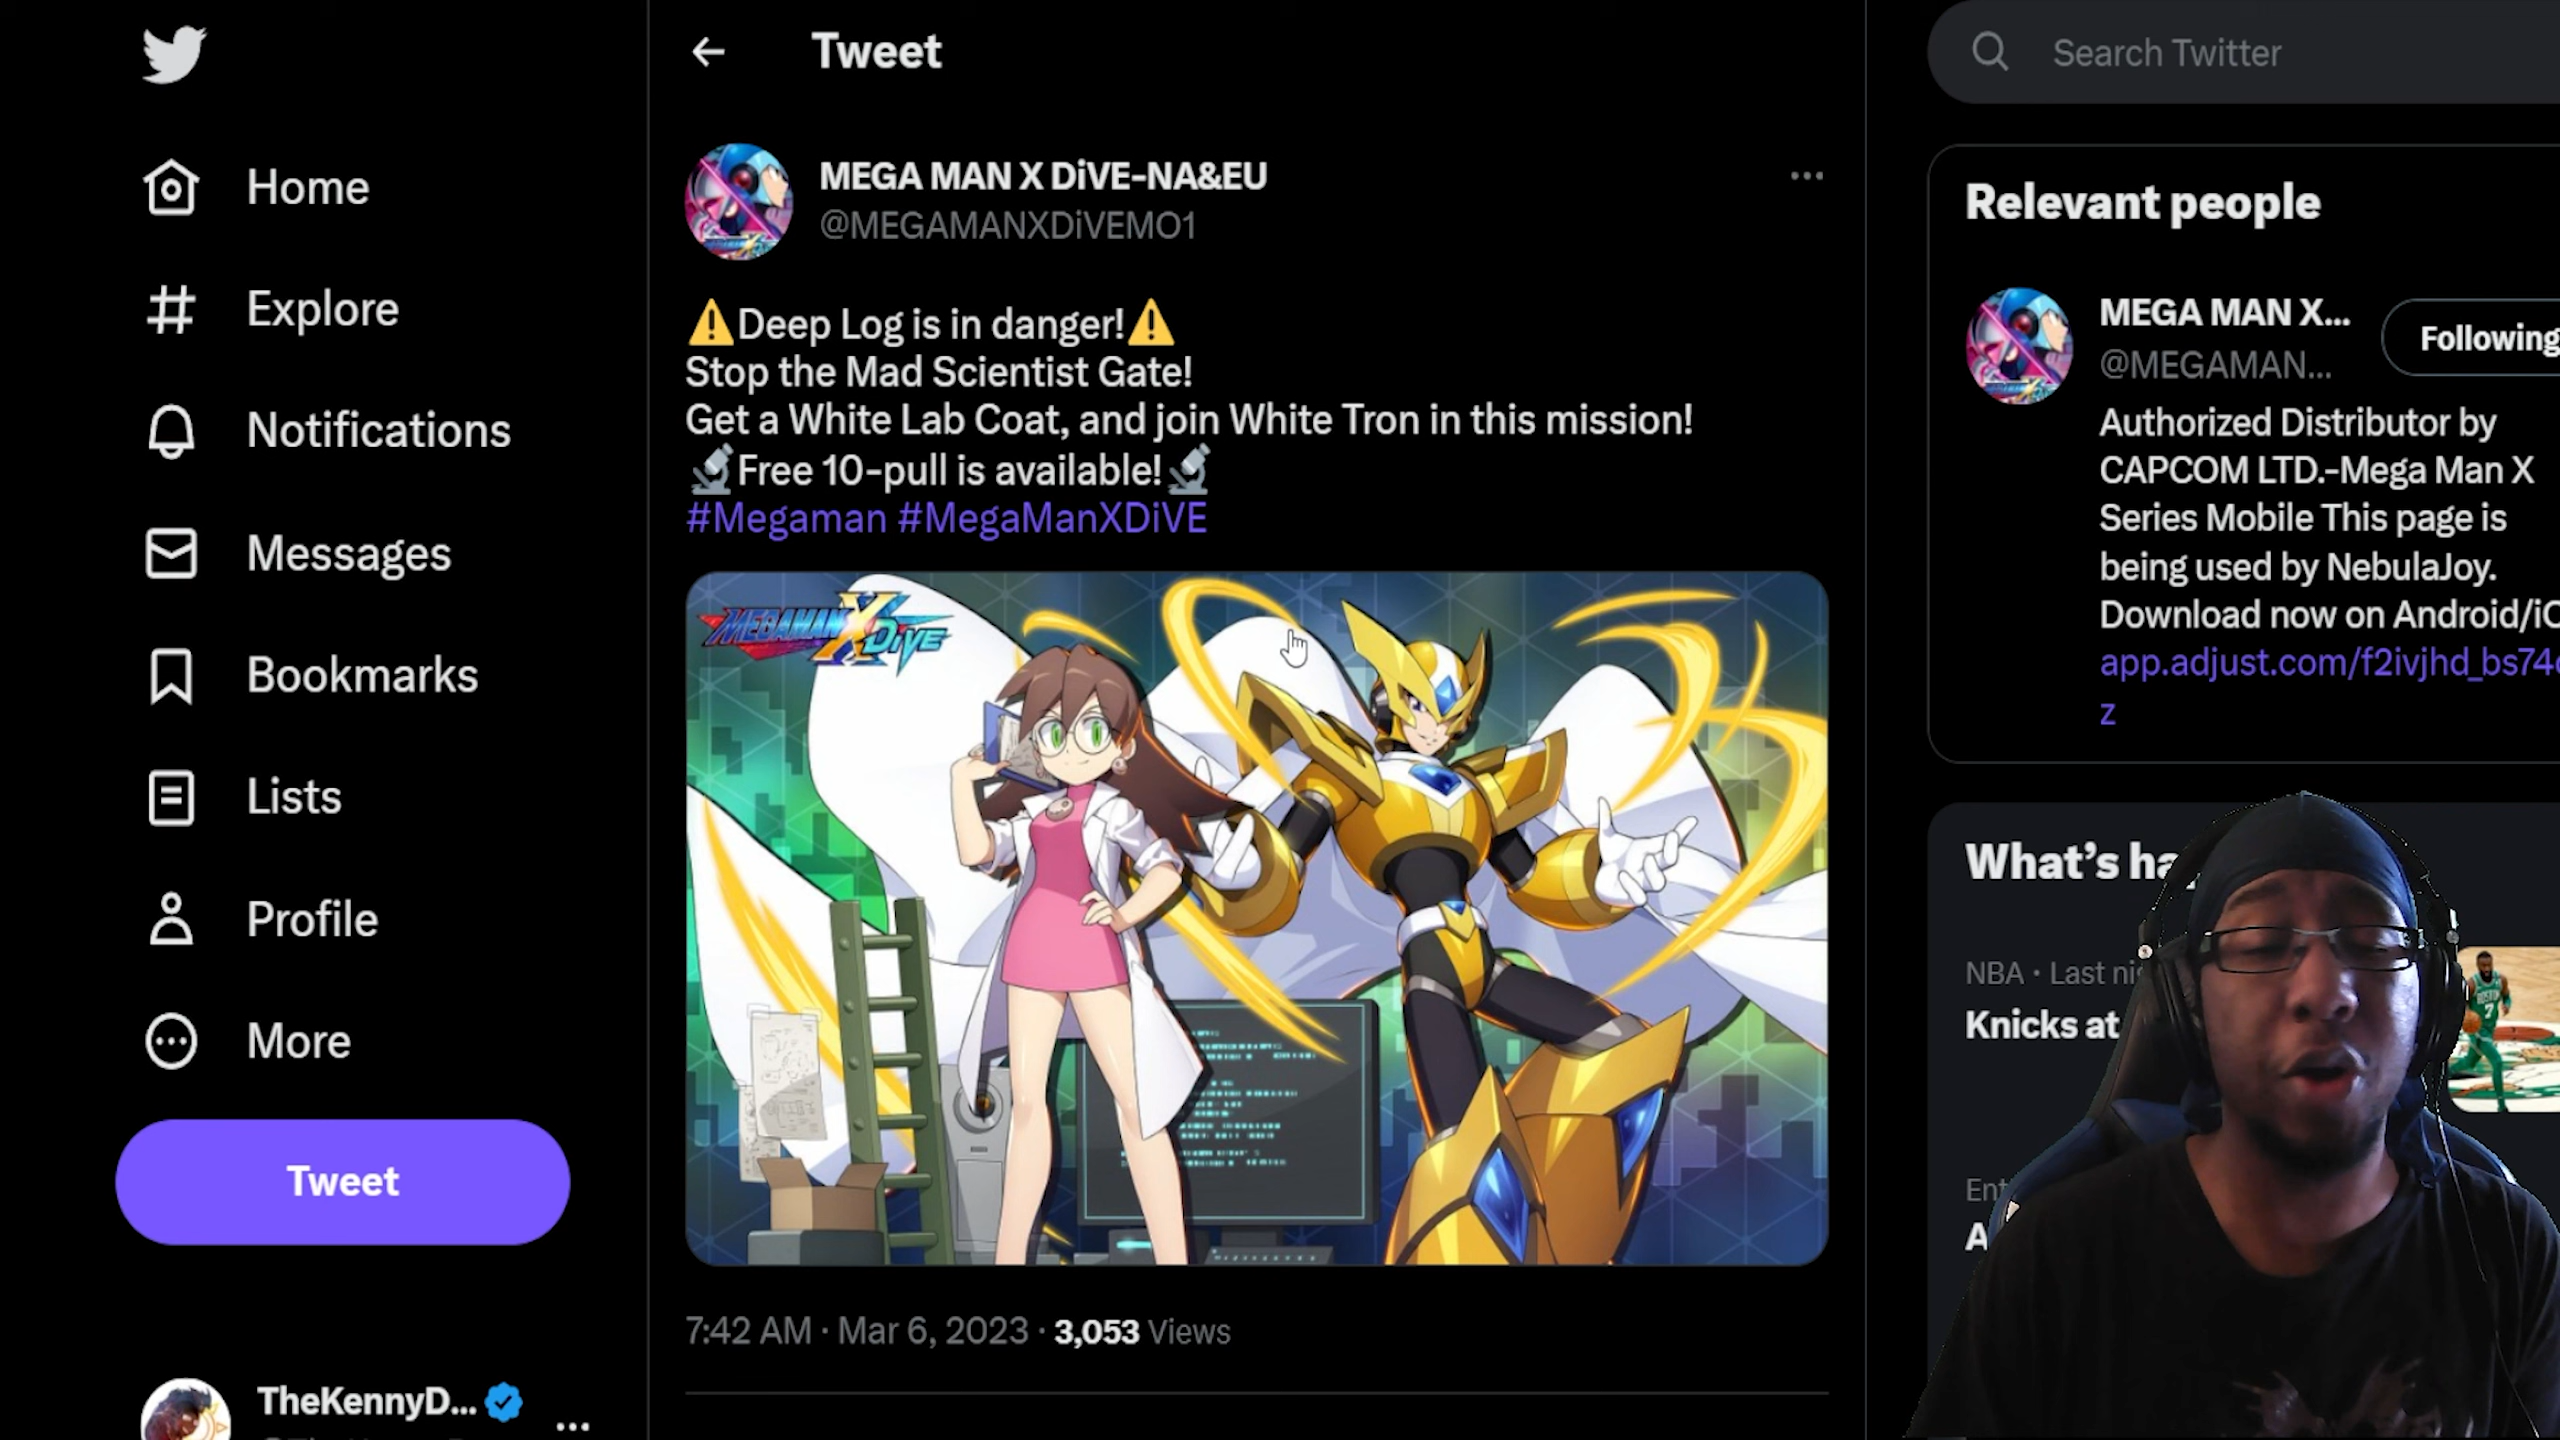 Tweet
Search Twitter
Home
Explore
Notifications
Messages
Bookmarks
Lists
Profile
More
Tweet
TheKennyD...
MEGA MAN X DiVE-NA&EU
@MEGAMANXDiVEMO1
⚠️Deep Log is in danger!⚠️
Stop the Mad Scientist Gate!
Get a White Lab Coat, and join White Tron in this mission!
🔬Free 10-pull is available!🔬
#Megaman #MegaManXDiVE
MEGAMAN X DiVE
7:42 AM · Mar 6, 2023 · 3,053 Views
Relevant people
MEGA MAN X...
Following
@MEGAMAN...
Authorized Distributor by
CAPCOM LTD.-Mega Man X
Series Mobile This page is
being used by NebulaJoy.
Download now on Android/iO
app.adjust.com/f2ivjhd_bs74
z
What's ha
NBA · Last ni
Knicks at
Ent
A